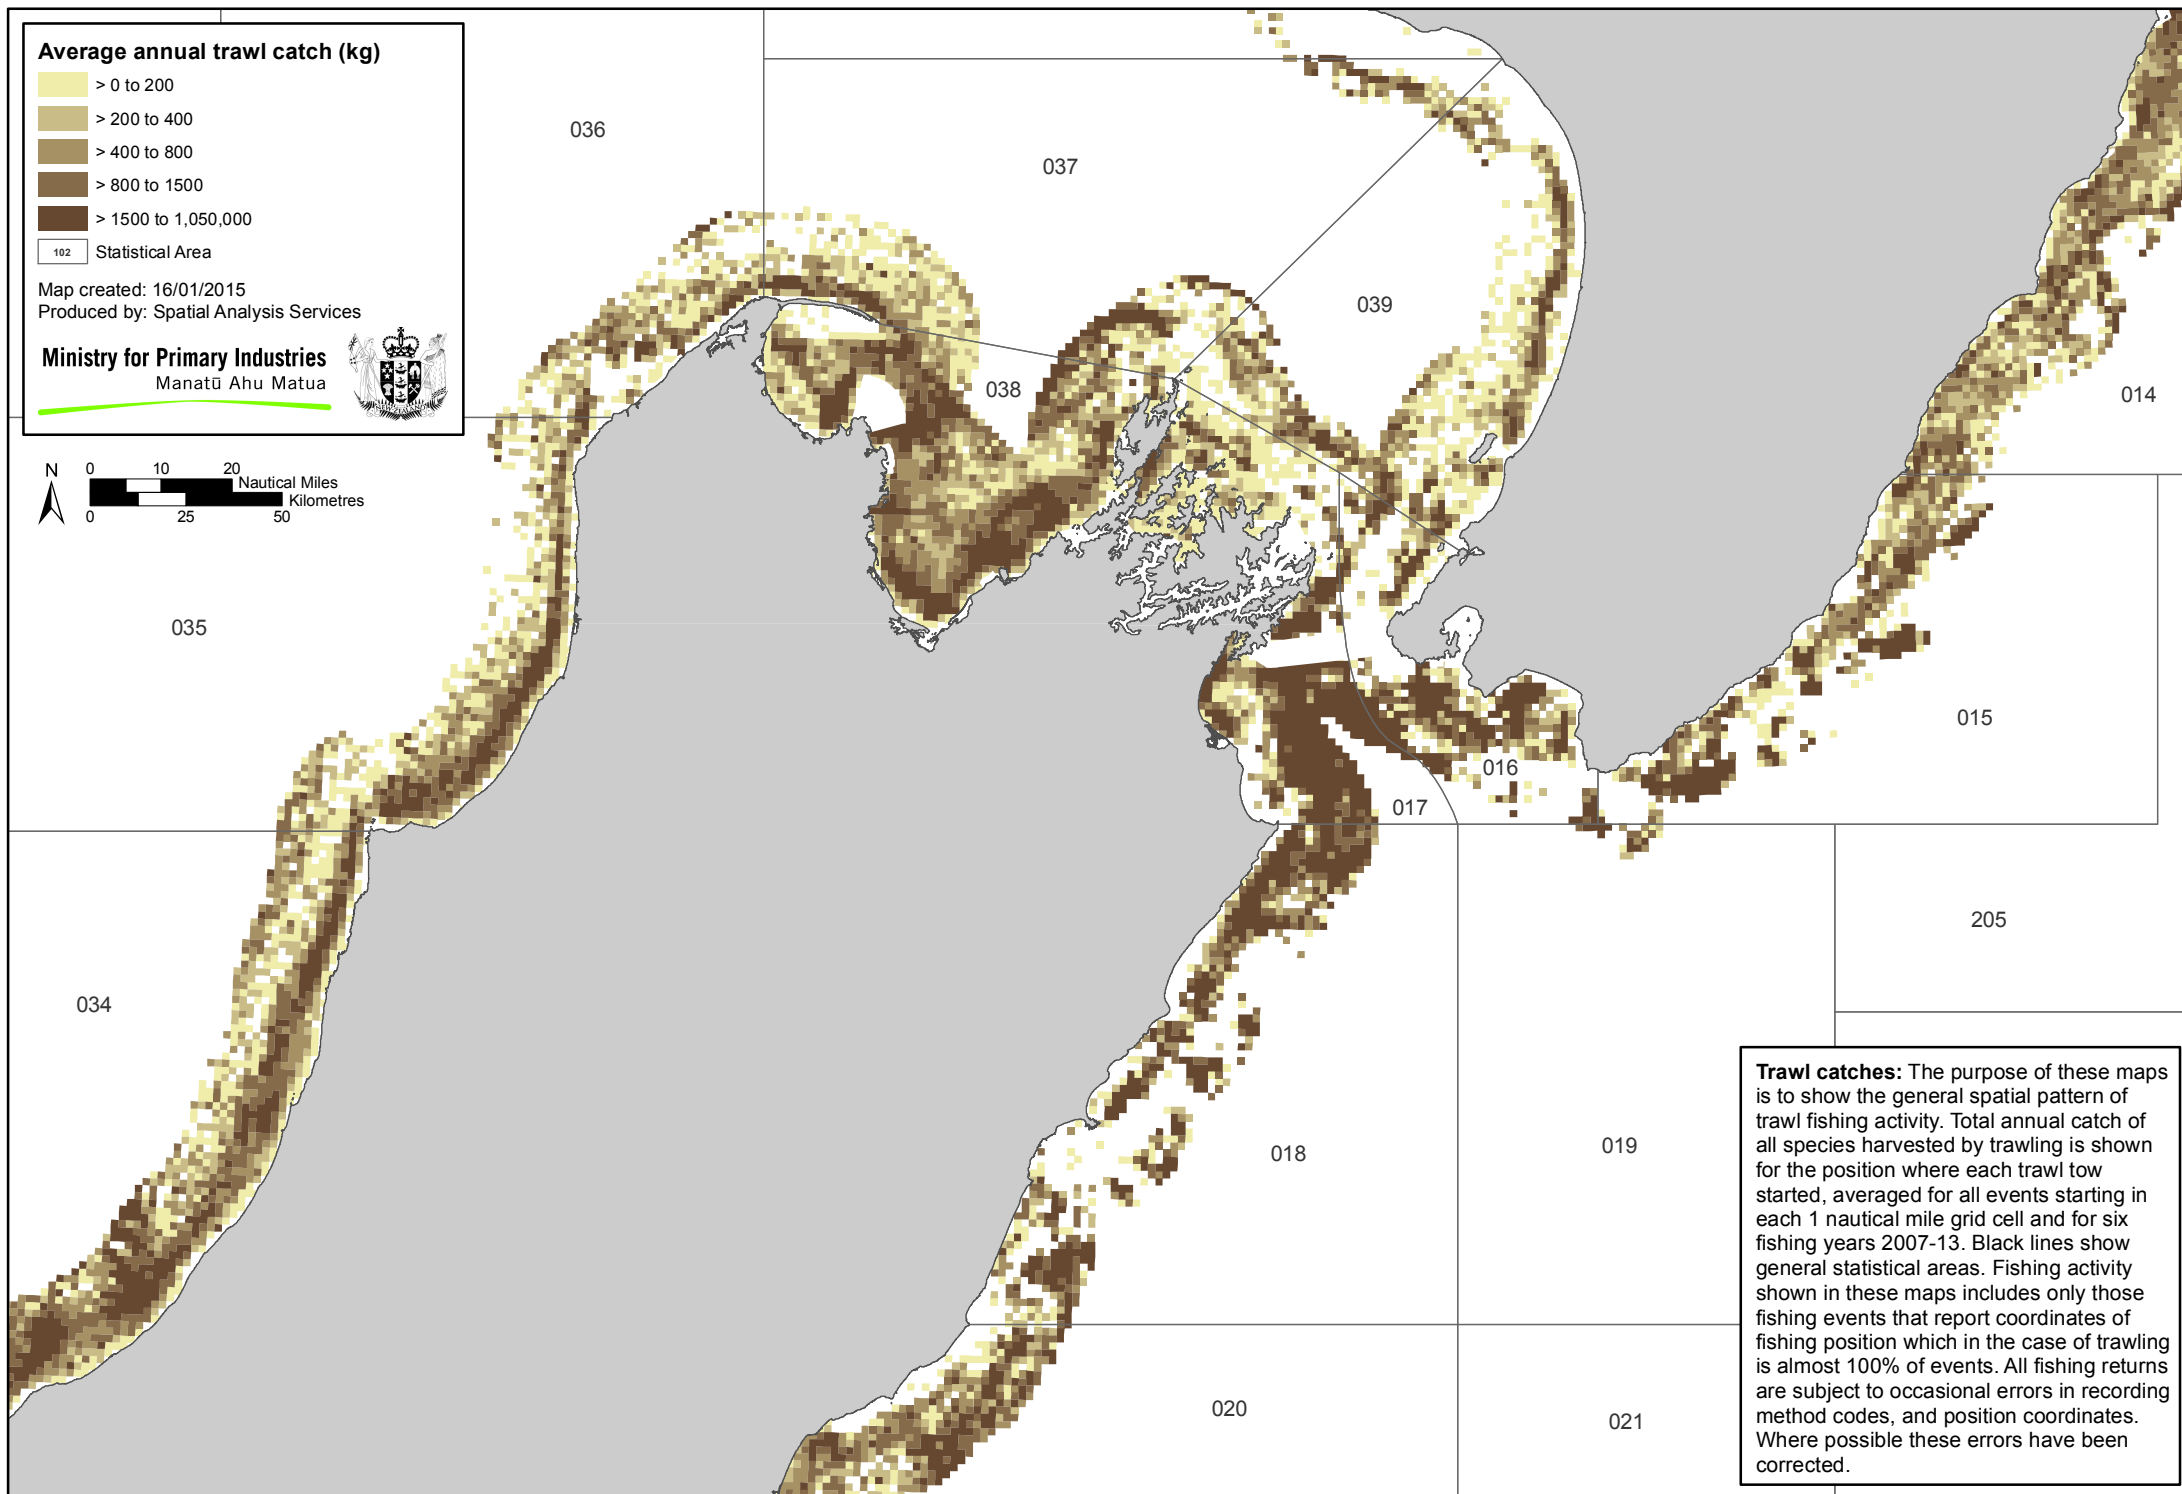 Average annual trawl catch (kg)
> 0 to 200
> 200 to 400
> 400 to 800
> 800 to 1500
> 1500 to 1,050,000
102 Statistical Area
Map created: 16/01/2015
Produced by: Spatial Analysis Services
Ministry for Primary Industries
Manatū Ahu Matua
N
0 10 20
Nautical Miles
Kilometres
0 25 50
036
037
039
038
014
035
015
016
017
205
034
018
019
020
021
Trawl catches: The purpose of these maps
is to show the general spatial pattern of
trawl fishing activity. Total annual catch of
all species harvested by trawling is shown
for the position where each trawl tow
started, averaged for all events starting in
each 1 nautical mile grid cell and for six
fishing years 2007-13. Black lines show
general statistical areas. Fishing activity
shown in these maps includes only those
fishing events that report coordinates of
fishing position which in the case of trawling
is almost 100% of events. All fishing returns
are subject to occasional errors in recording
method codes, and position coordinates.
Where possible these errors have been
corrected.